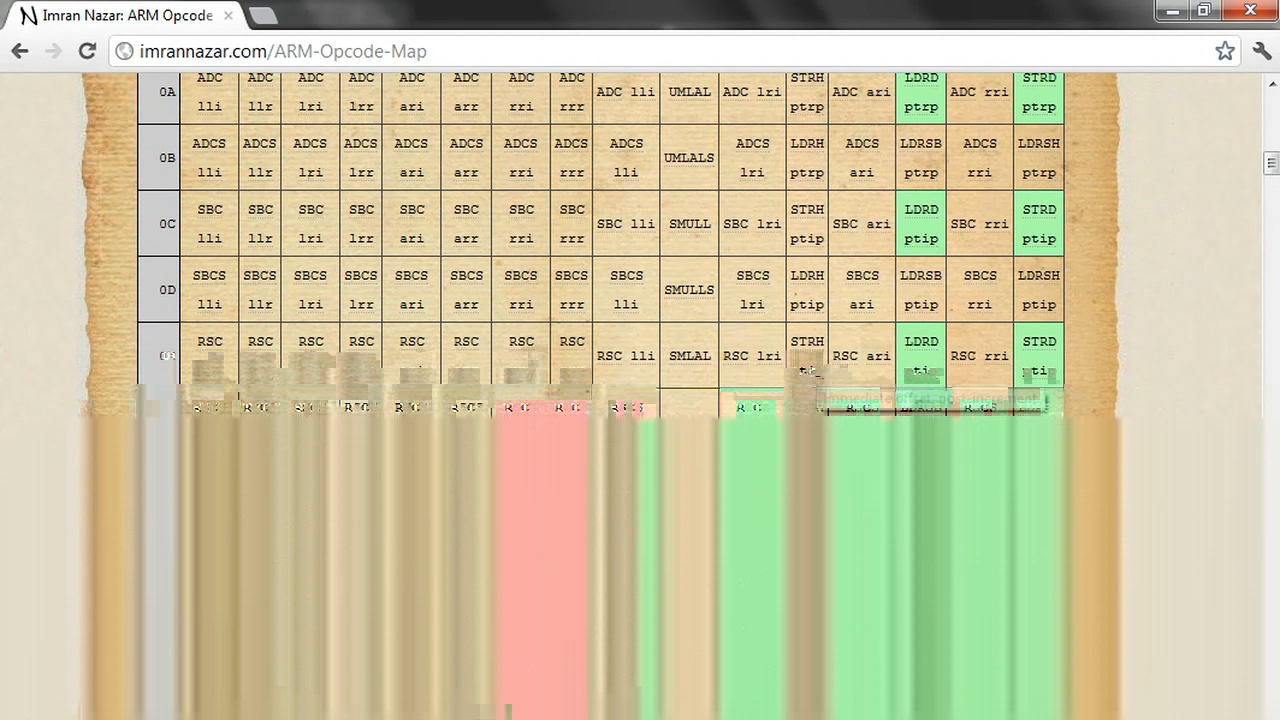 Imran Nazar: ARM Opcode
imrannazar.com/ARM-Opcode-Map
ADC ADC ADC ADC ADC ADC ADC ADC STRH LDRD STRD
0A ADC lli UMLAL ADC lri ADC ari ADC rri
lli llr lri lrr ari arr rri rrr ptrp ptrp ptrp
ADCS ADCS ADCS ADCS ADCS ADCS ADCS ADCS ADCS ADCS LDRH ADCS LDRSB ADCS LDRSH
0B UMLALS
lli llr lri lrr ari arr rri rrr lli lri ptrp ari ptrp rri ptrp
SBC SBC SBC SBC SBC SBC SBC SBC STRH LDRD STRD
0C SBC lli SMULL SBC lri SBC ari SBC rri
lli llr lri lrr ari arr rri rrr ptip ptip ptip
SBCS SBCS SBCS SBCS SBCS SBCS SBCS SBCS SBCS SBCS LDRH SBCS LDRSB SBCS LDRSH
0D SMULLS
lli llr lri lrr ari arr rri rrr lli lri ptip ari ptip rri ptip
RSC RSC RSC RSC RSC RSC RSC RSC STRH LDRD STRD
RSC lli SMLAL RSC lri RSC ari RSC rri
immediate offset, post-increment